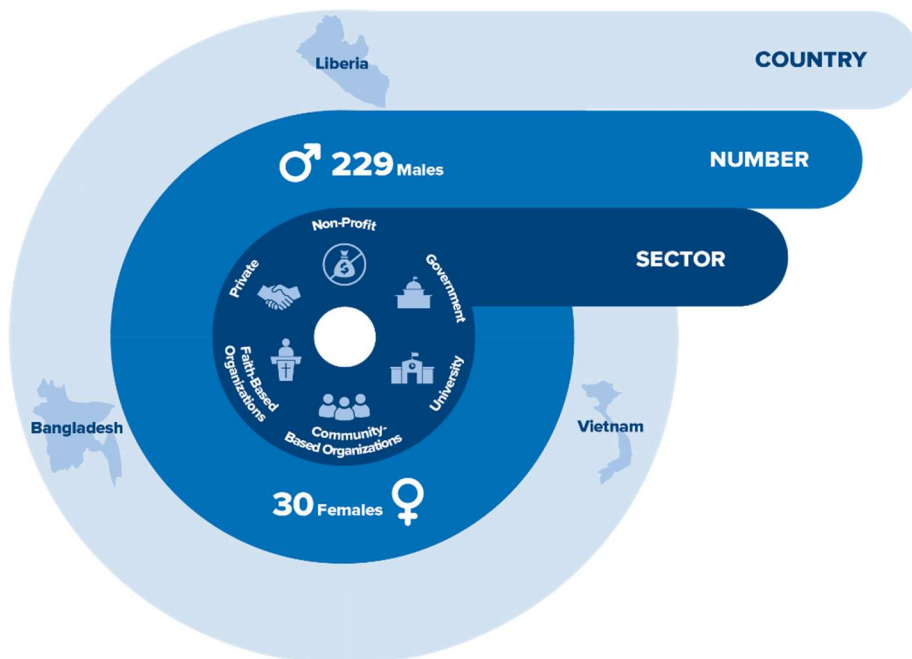 Liberia
COUNTRY
229 Males
NUMBER
Non-Profit
SECTOR
Private
Government
Faith-Based
Organizations
University
Community-
Based Organizations
Bangladesh
Vietnam
30 Females